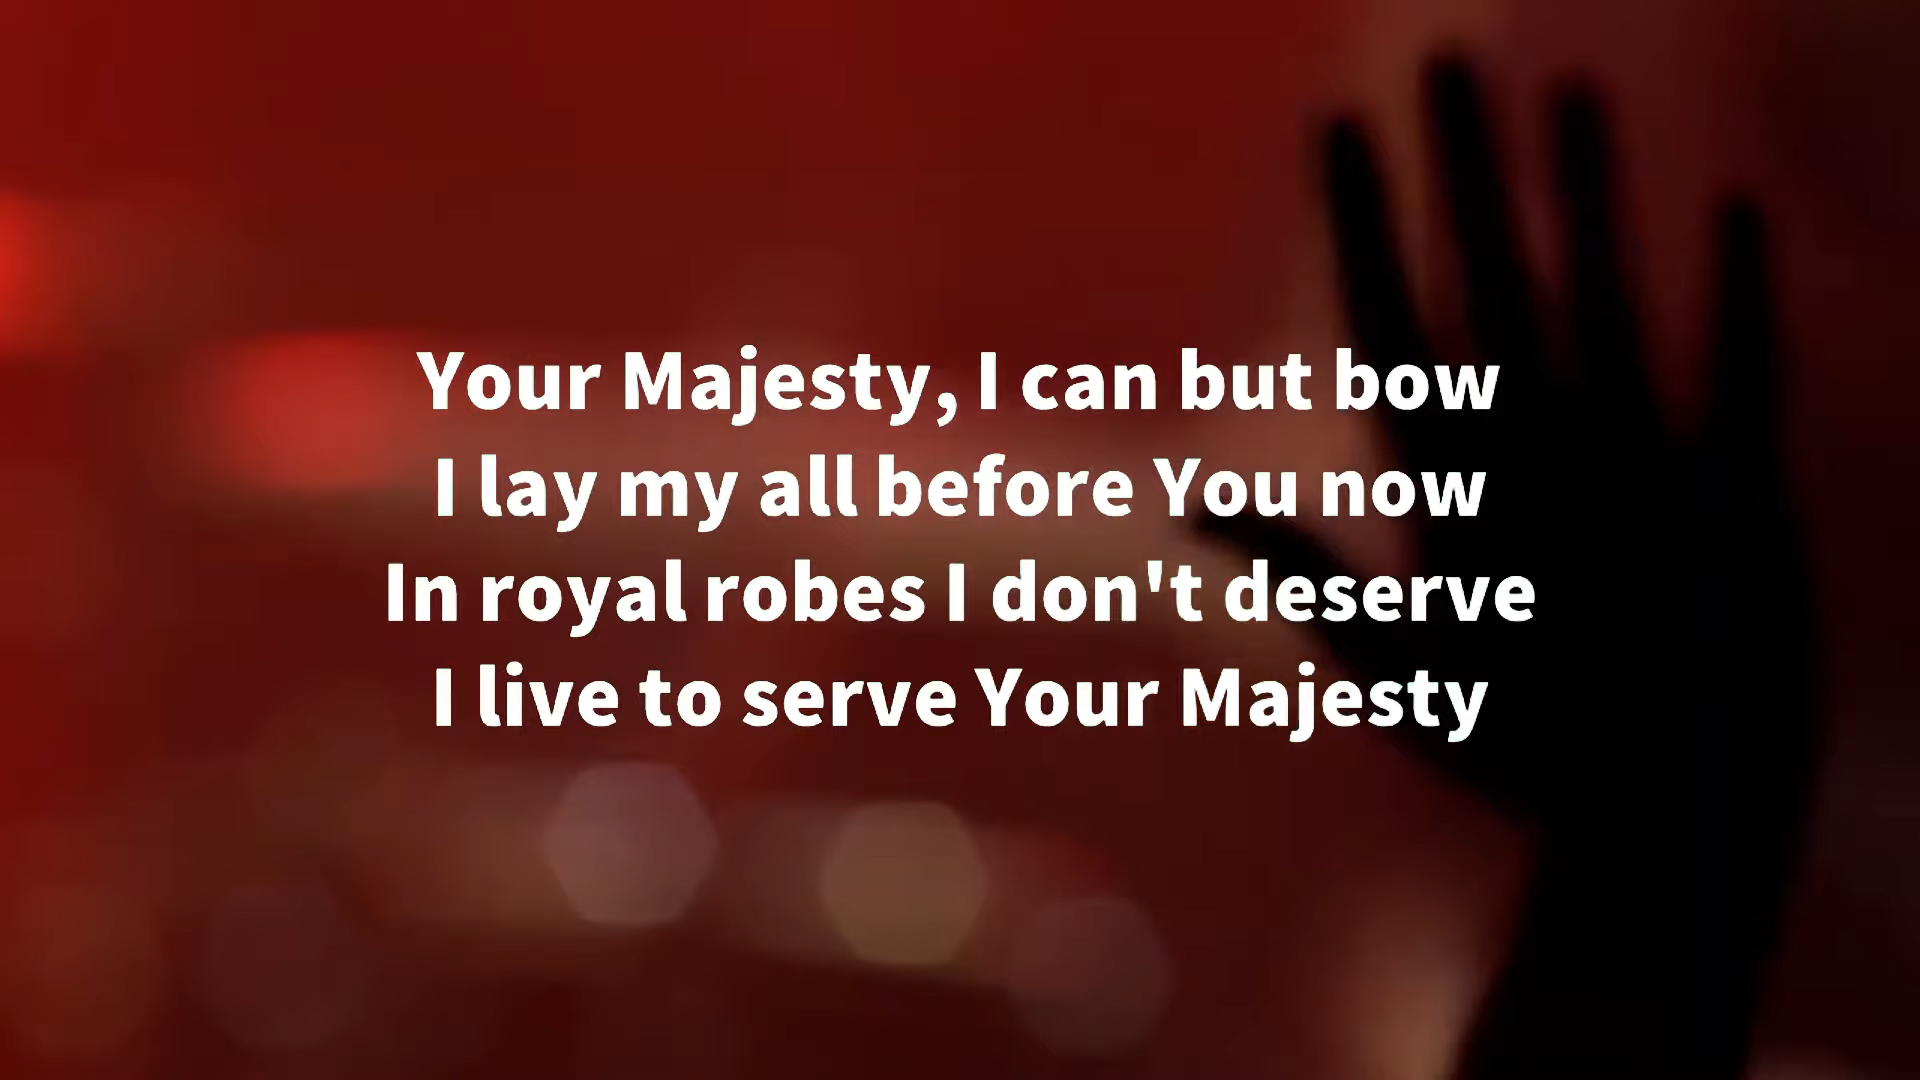 Your Majesty, I can but bow
I lay my all before You now
In royal robes I don't deserve
I live to serve Your Majesty